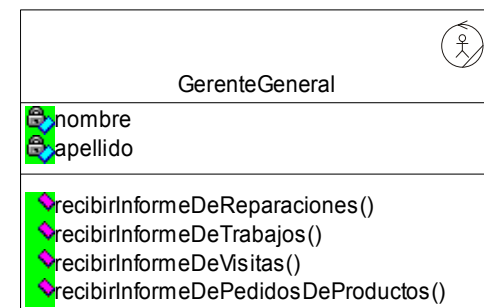 GerenteGeneral
nombre
apellido
recibirInformeDeReparaciones()
recibirInformeDeTrabajos()
recibirInformeDeVisitas()
recibirInformeDePedidosDeProductos()